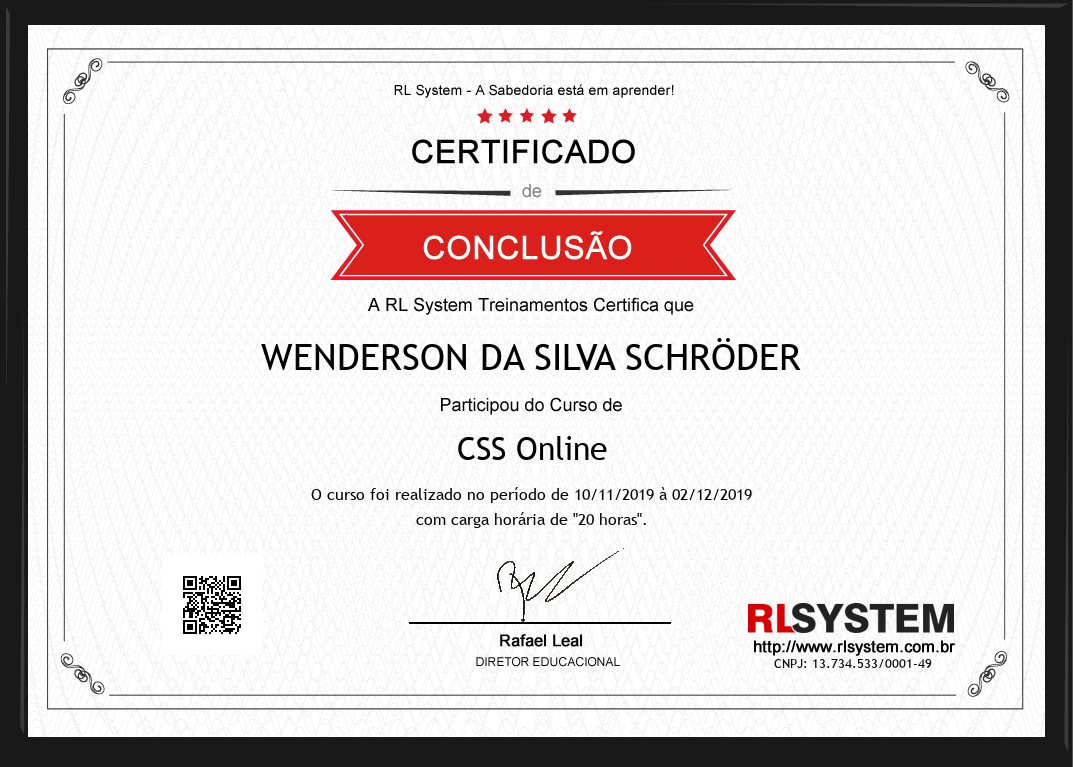 RL System - A Sabedoria está em aprender!
CERTIFICADO
de
CONCLUSÃO
A RL System Treinamentos Certifica que
WENDERSON DA SILVA SCHRÖDER
Participou do Curso de
CSS Online
O curso foi realizado no período de 10/11/2019 à 02/12/2019
com carga horária de "20 horas".
Rafael Leal
DIRETOR EDUCACIONAL
RLSYSTEM
http://www.rlsystem.com.br
CNPJ: 13.734.533/0001-49